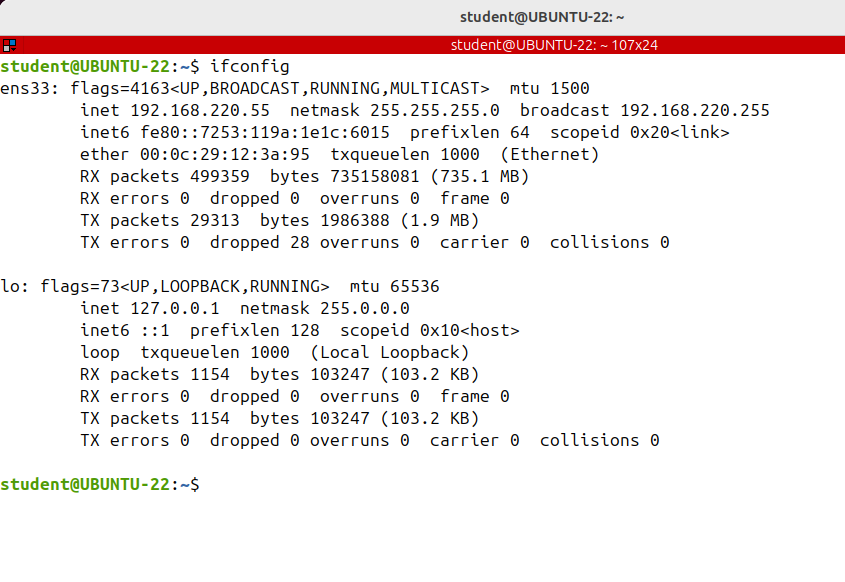 student@UBUNTU-22: ~
student@UBUNTU-22: ~ 107x24
student@UBUNTU-22:~$ ifconfig
ens33: flags=4163<UP,BROADCAST,RUNNING,MULTICAST>  mtu 1500
        inet 192.168.220.55  netmask 255.255.255.0  broadcast 192.168.220.255
        inet6 fe80::7253:119a:1e1c:6015  prefixlen 64  scopeid 0x20<link>
        ether 00:0c:29:12:3a:95  txqueuelen 1000  (Ethernet)
        RX packets 499359  bytes 735158081 (735.1 MB)
        RX errors 0  dropped 0  overruns 0  frame 0
        TX packets 29313  bytes 1986388 (1.9 MB)
        TX errors 0  dropped 28 overruns 0  carrier 0  collisions 0

lo: flags=73<UP,LOOPBACK,RUNNING>  mtu 65536
        inet 127.0.0.1  netmask 255.0.0.0
        inet6 ::1  prefixlen 128  scopeid 0x10<host>
        loop  txqueuelen 1000  (Local Loopback)
        RX packets 1154  bytes 103247 (103.2 KB)
        RX errors 0  dropped 0  overruns 0  frame 0
        TX packets 1154  bytes 103247 (103.2 KB)
        TX errors 0  dropped 0 overruns 0  carrier 0  collisions 0

student@UBUNTU-22:~$